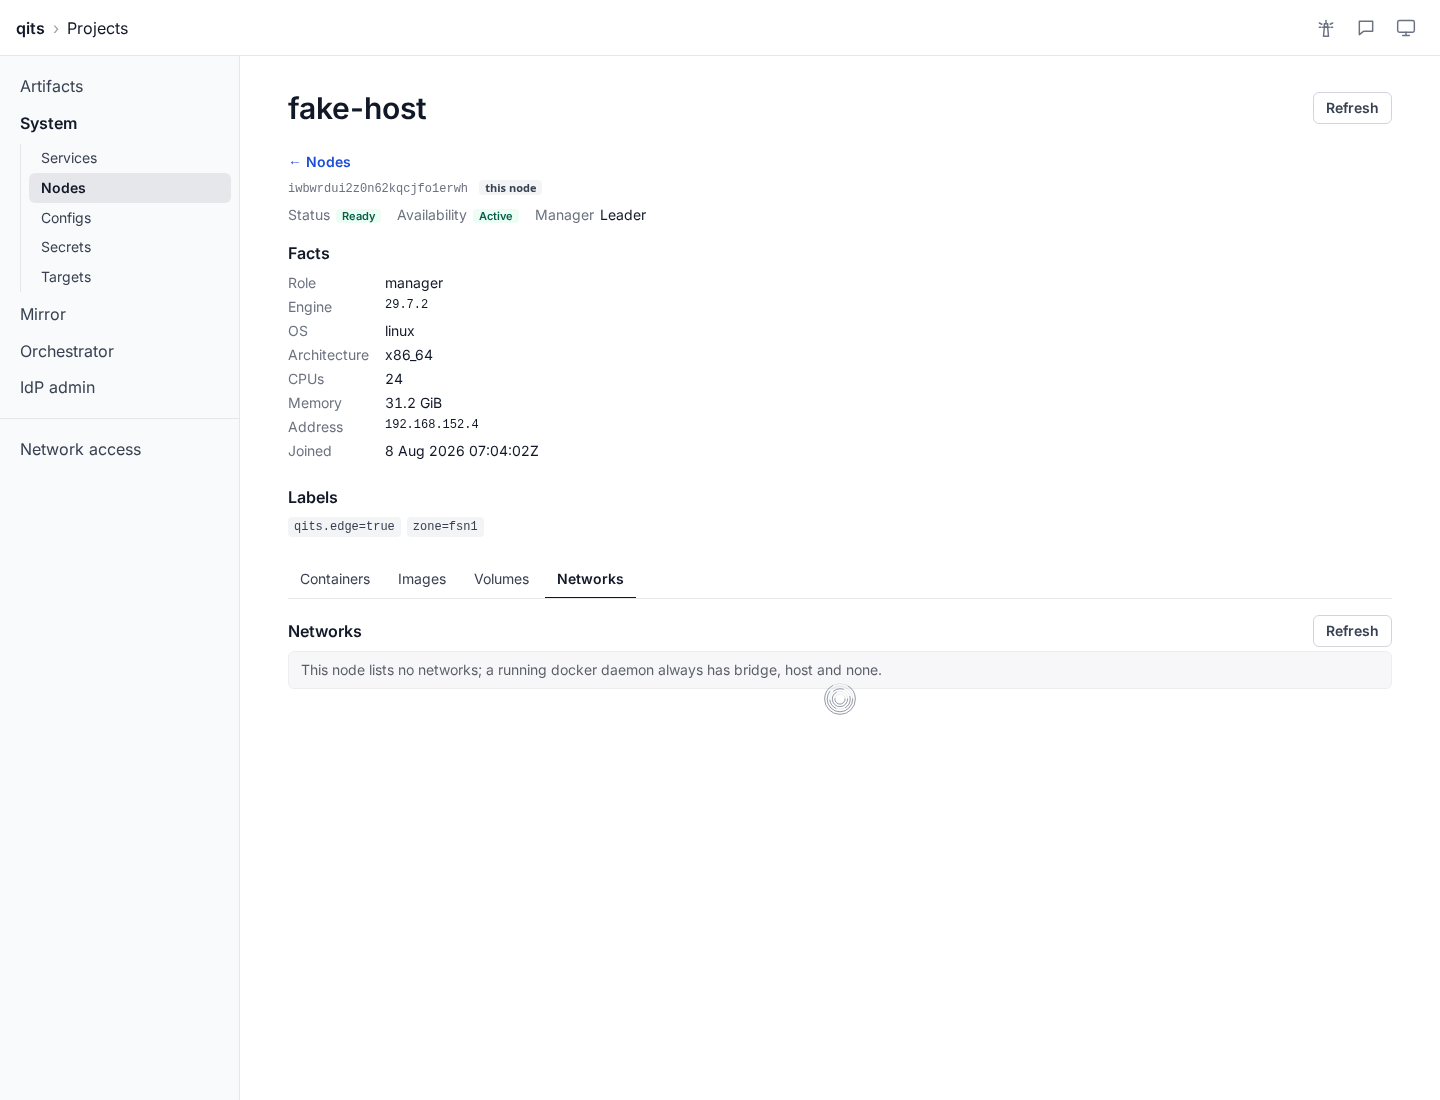 qits › Projects
Artifacts
System
Services
Nodes
Configs
Secrets
Targets
Mirror
Orchestrator
IdP admin
Network access
fake-host
Refresh
← Nodes
iwbwrdui2z0n62kqcjfo1erwh this node
Status Ready Availability Active Manager Leader
Facts
Role manager
Engine 29.7.2
OS linux
Architecture x86_64
CPUs 24
Memory 31.2 GiB
Address 192.168.152.4
Joined 8 Aug 2026 07:04:02Z
Labels
qits.edge=true zone=fsn1
Containers Images Volumes Networks
Networks
Refresh
This node lists no networks; a running docker daemon always has bridge, host and none.